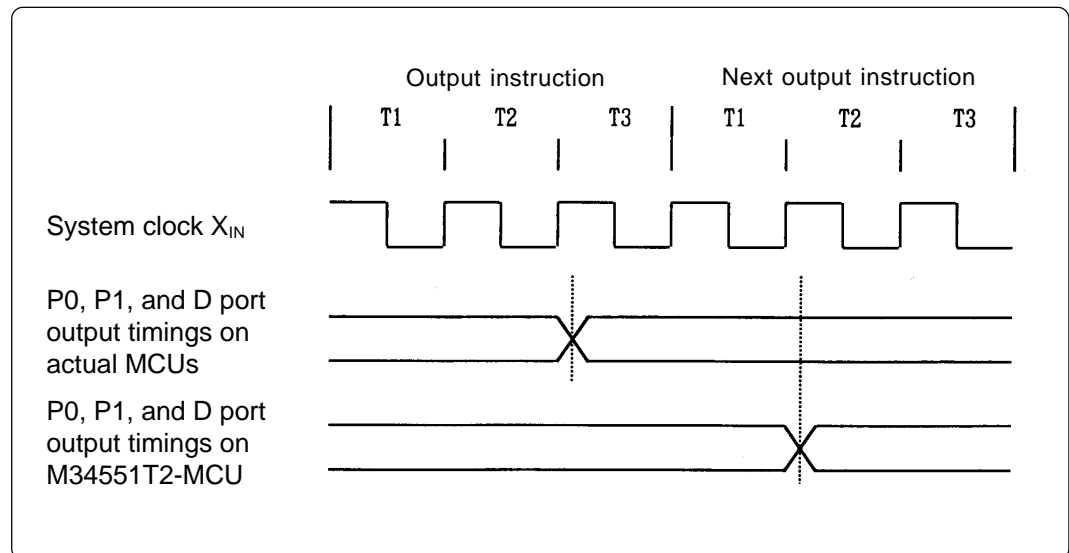 Output instruction Next output instruction
T1 T2 T3 T1 T2 T3
System clock XIN
P0, P1, and D port
output timings on
actual MCUs
P0, P1, and D port
output timings on
M34551T2-MCU